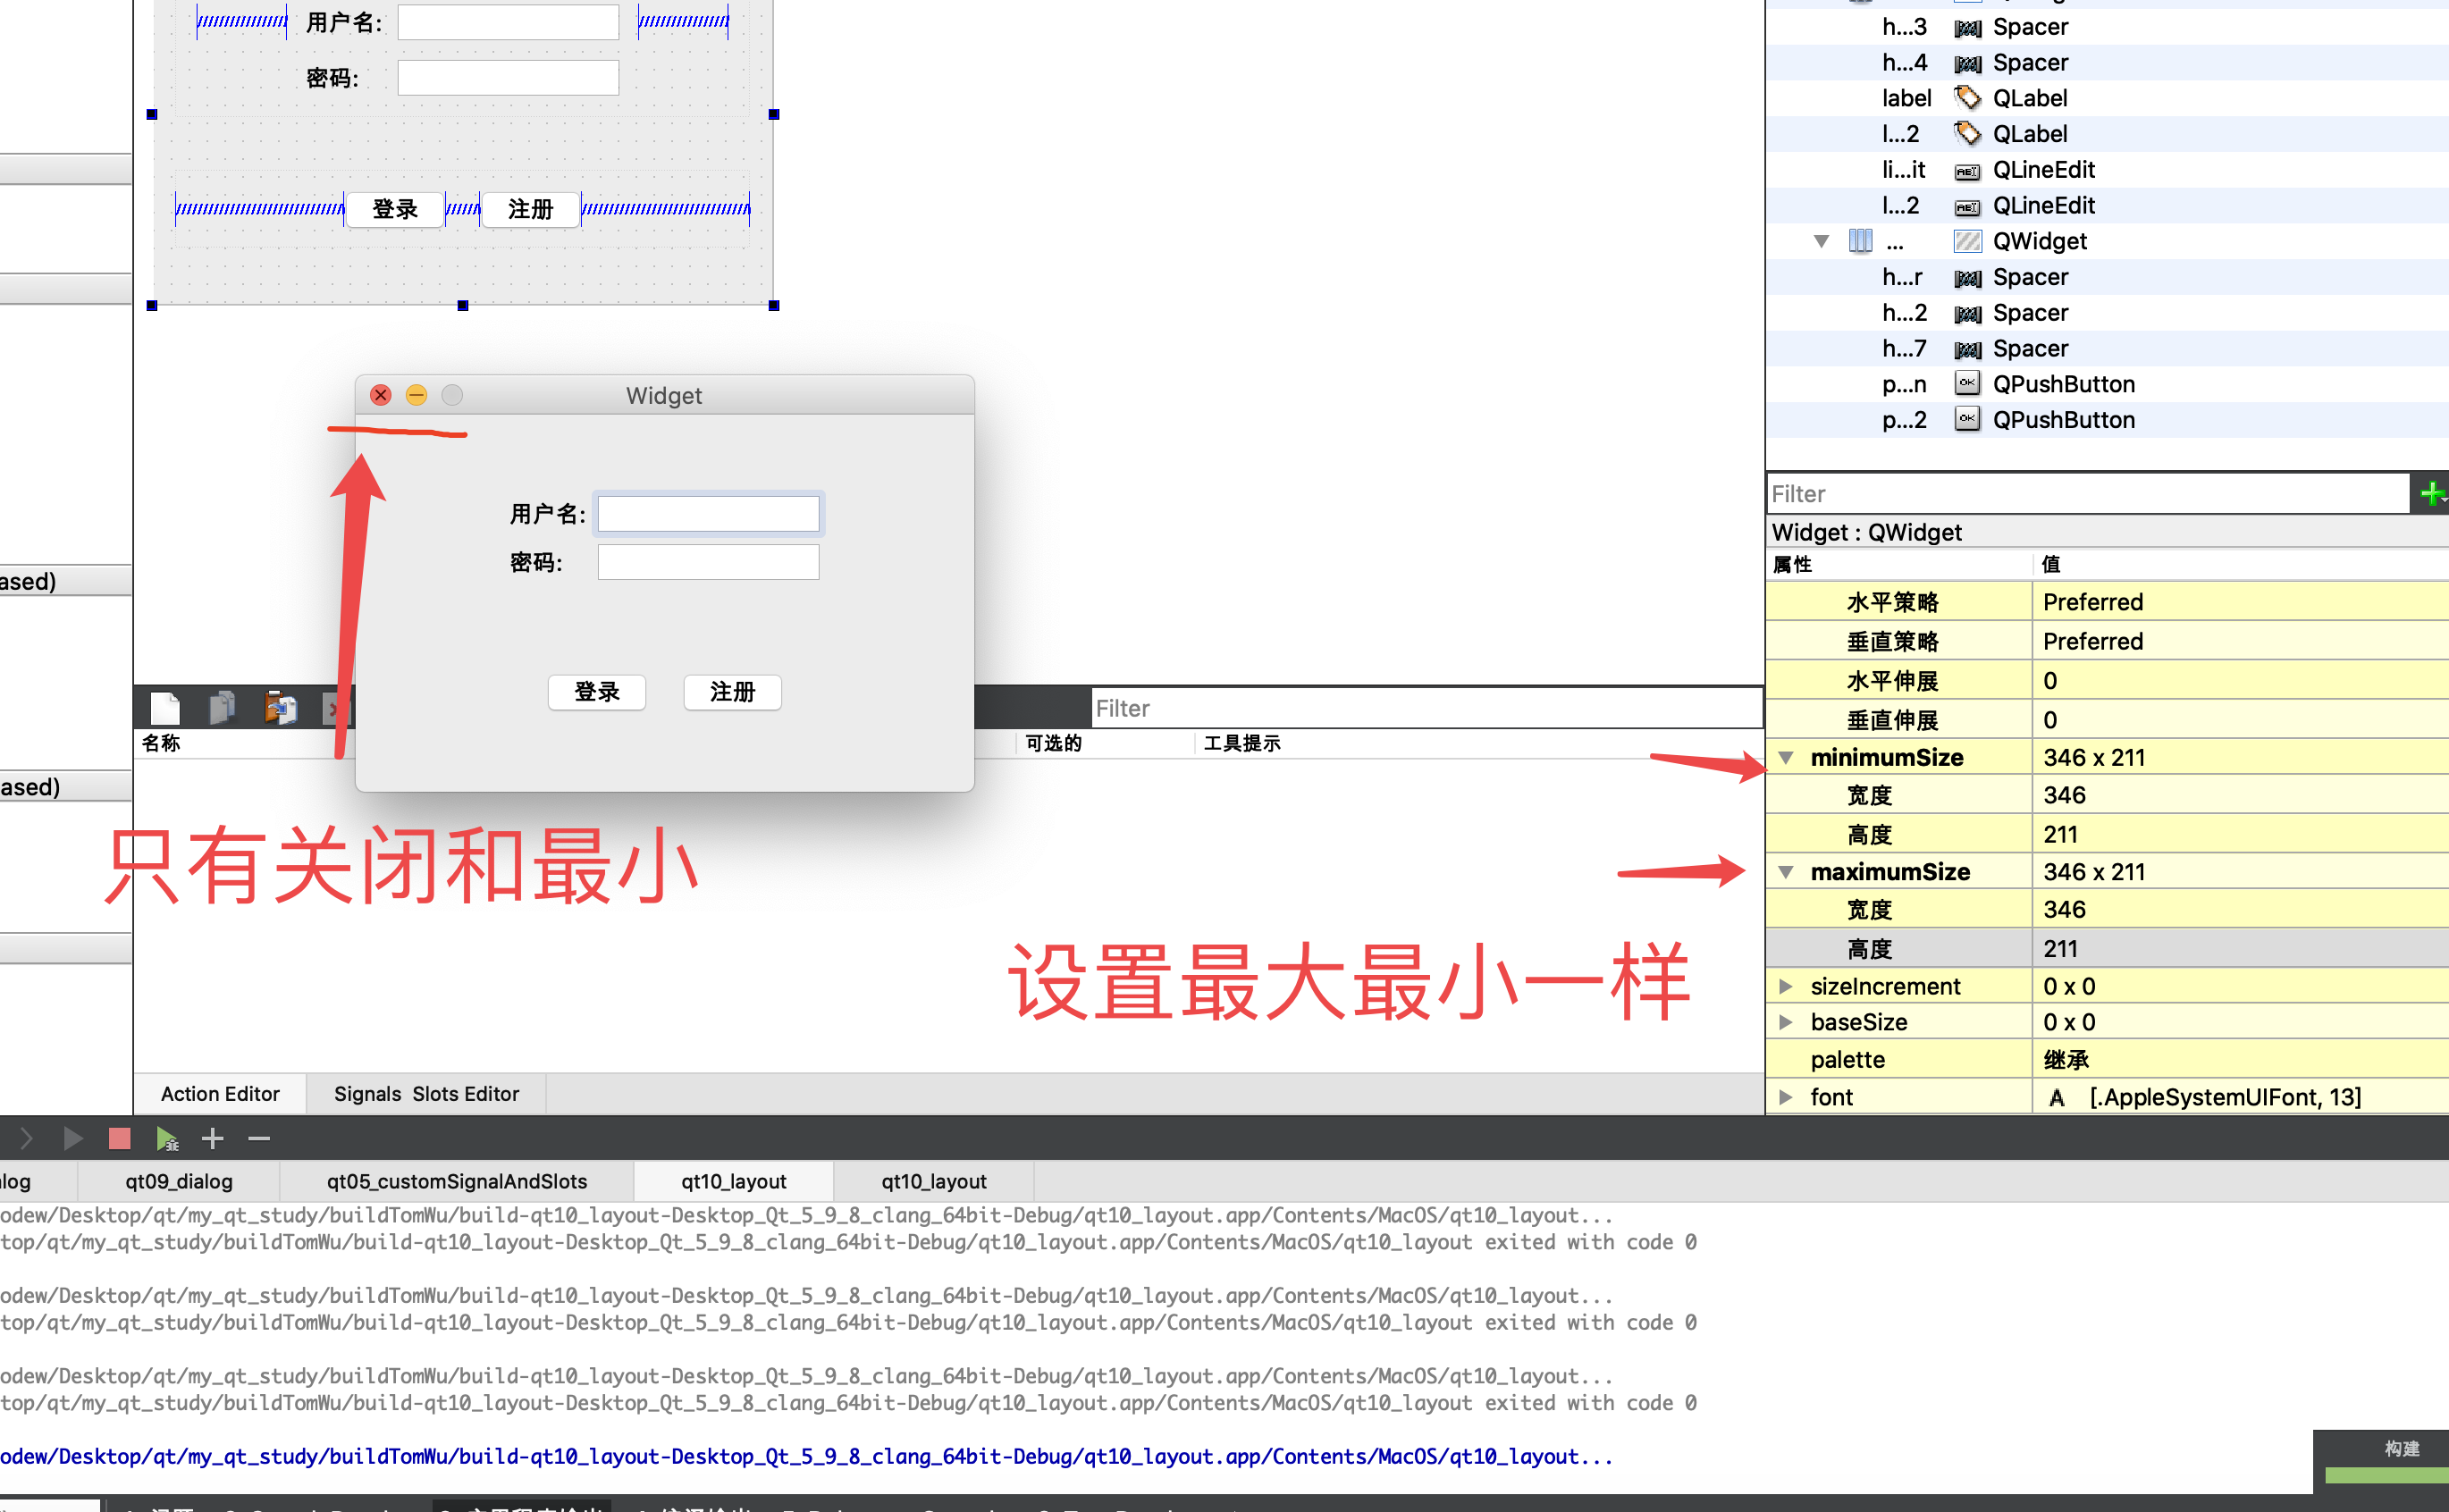 用户名:
密码:
登录
注册
h...3 Spacer
h...4 Spacer
label QLabel
l...2 QLabel
li...it QLineEdit
l...2 QLineEdit
... QWidget
h...r Spacer
h...2 Spacer
h...7 Spacer
p...n QPushButton
p...2 QPushButton
Widget
用户名:
密码:
登录
注册
ased)
ased)
Filter
名称
可选的
工具提示
只有关闭和最小
设置最大最小一样
Filter
Widget : QWidget
属性 值
水平策略 Preferred
垂直策略 Preferred
水平伸展 0
垂直伸展 0
minimumSize 346 x 211
宽度 346
高度 211
maximumSize 346 x 211
宽度 346
高度 211
sizeIncrement 0 x 0
baseSize 0 x 0
palette 继承
font A [.AppleSystemUIFont, 13]
Action Editor
Signals Slots Editor
log
qt09_dialog
qt05_customSignalAndSlots
qt10_layout
qt10_layout
odew/Desktop/qt/my_qt_study/buildTomWu/build-qt10_layout-Desktop_Qt_5_9_8_clang_64bit-Debug/qt10_layout.app/Contents/MacOS/qt10_layout...
top/qt/my_qt_study/buildTomWu/build-qt10_layout-Desktop_Qt_5_9_8_clang_64bit-Debug/qt10_layout.app/Contents/MacOS/qt10_layout exited with code 0
odew/Desktop/qt/my_qt_study/buildTomWu/build-qt10_layout-Desktop_Qt_5_9_8_clang_64bit-Debug/qt10_layout.app/Contents/MacOS/qt10_layout...
top/qt/my_qt_study/buildTomWu/build-qt10_layout-Desktop_Qt_5_9_8_clang_64bit-Debug/qt10_layout.app/Contents/MacOS/qt10_layout exited with code 0
odew/Desktop/qt/my_qt_study/buildTomWu/build-qt10_layout-Desktop_Qt_5_9_8_clang_64bit-Debug/qt10_layout.app/Contents/MacOS/qt10_layout...
top/qt/my_qt_study/buildTomWu/build-qt10_layout-Desktop_Qt_5_9_8_clang_64bit-Debug/qt10_layout.app/Contents/MacOS/qt10_layout exited with code 0
odew/Desktop/qt/my_qt_study/buildTomWu/build-qt10_layout-Desktop_Qt_5_9_8_clang_64bit-Debug/qt10_layout.app/Contents/MacOS/qt10_layout...
构建